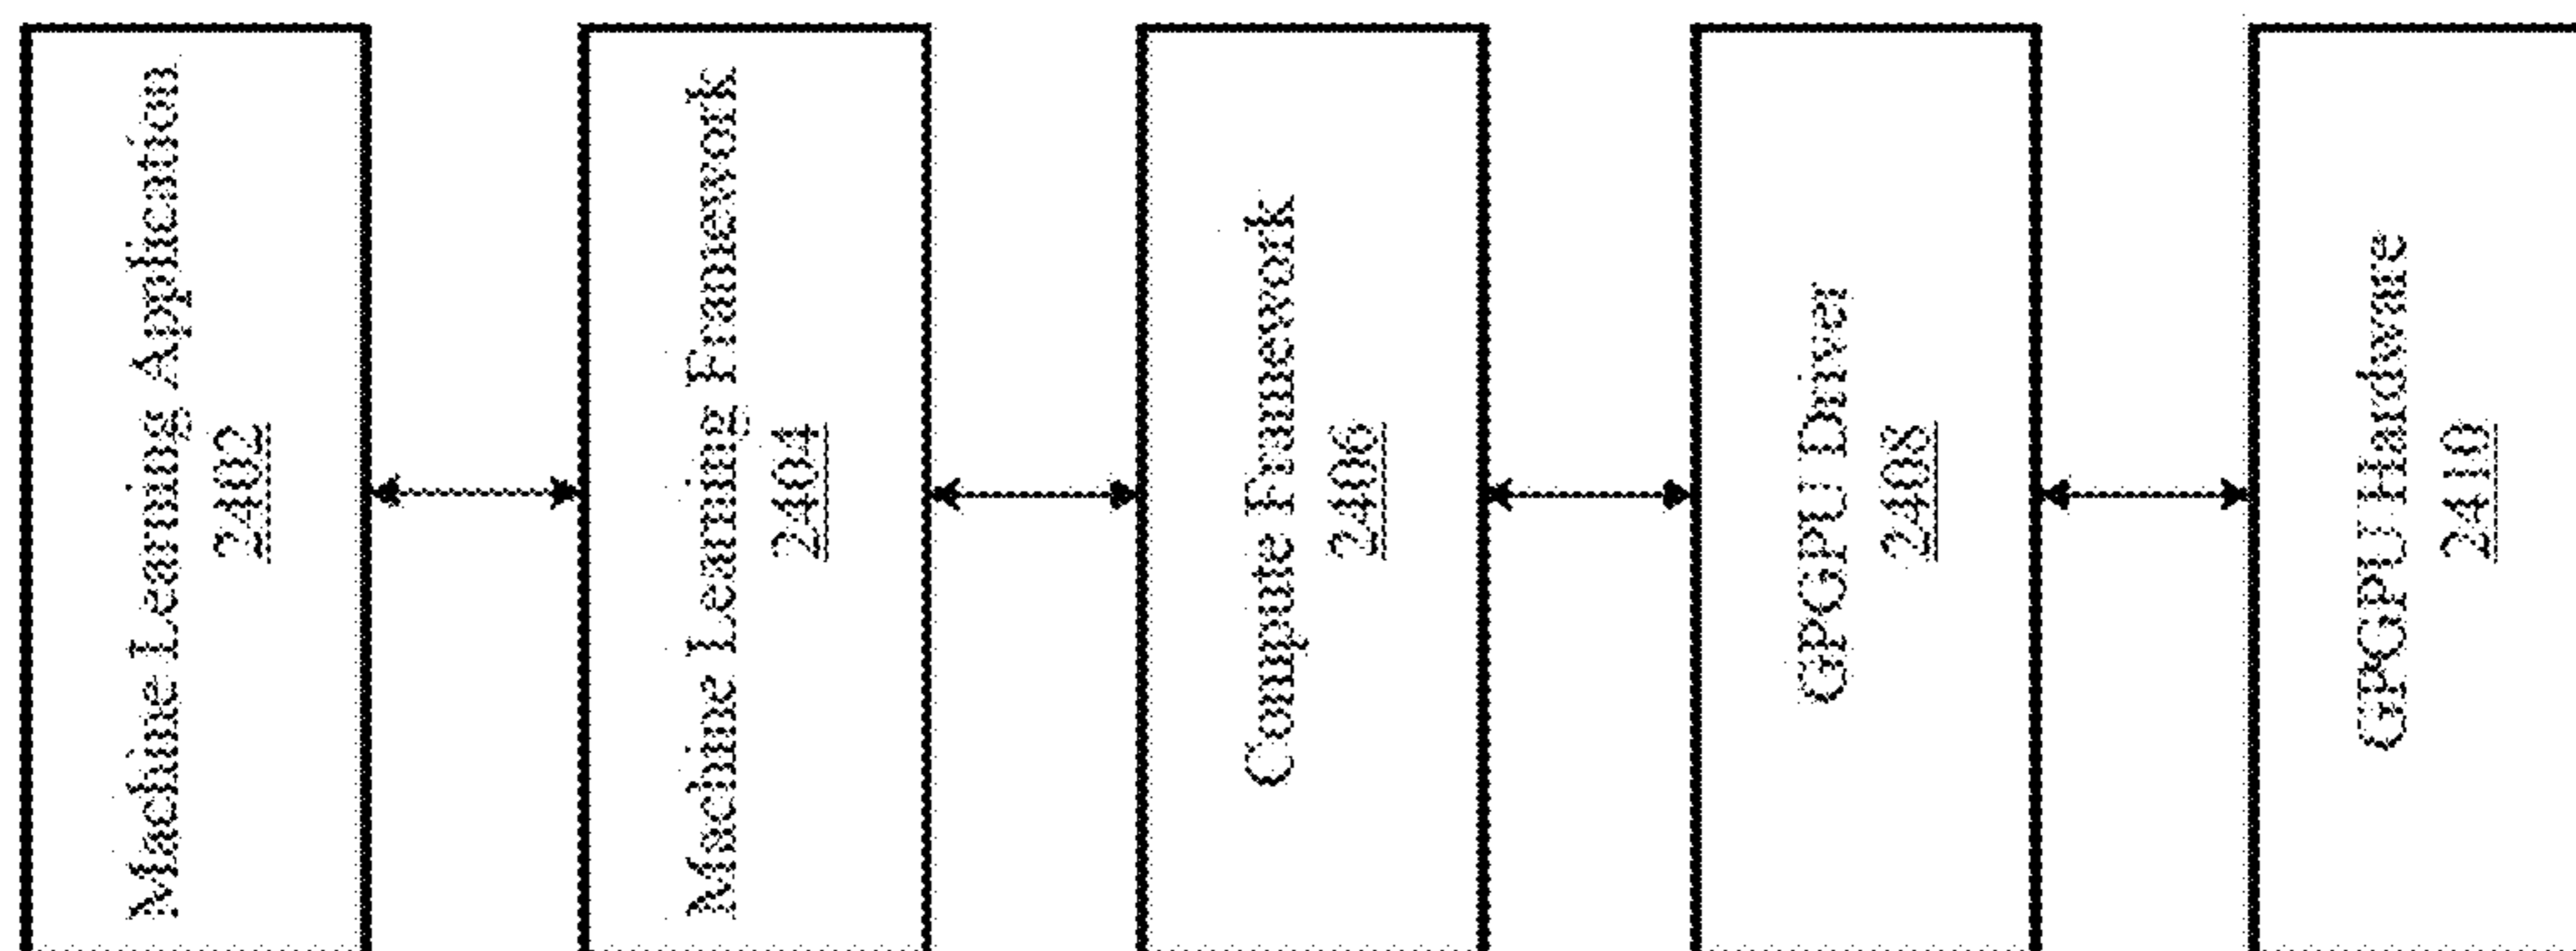 Machine Learning Application
2402
Machine Learning Framework
2404
Compute Framework
2406
GPGPU Driver
2408
GPGPU Hardware
2410